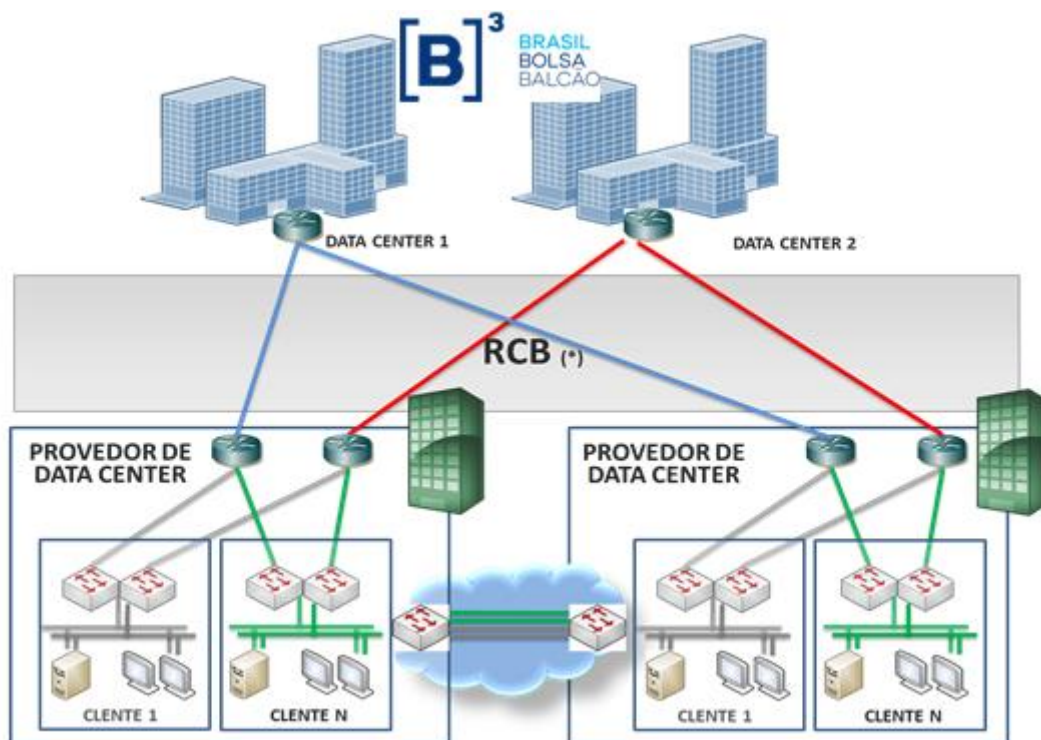 [B]³
BRASIL
BOLSA
BALCÃO
DATA CENTER 1
DATA CENTER 2
RCB (*)
PROVEDOR DE
DATA CENTER
PROVEDOR DE
DATA CENTER
CLENTE 1
CLENTE N
CLENTE 1
CLENTE N